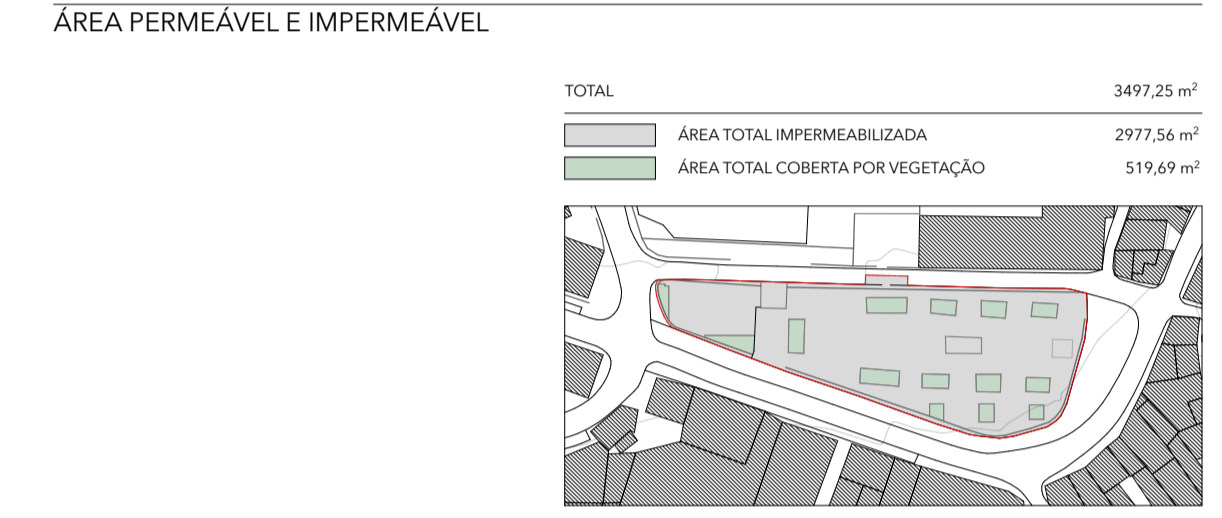 ÁREA PERMEÁVEL E IMPERMEÁVEL
TOTAL 3497,25 m²
ÁREA TOTAL IMPERMEABILIZADA 2977,56 m²
ÁREA TOTAL COBERTA POR VEGETAÇÃO 519,69 m²